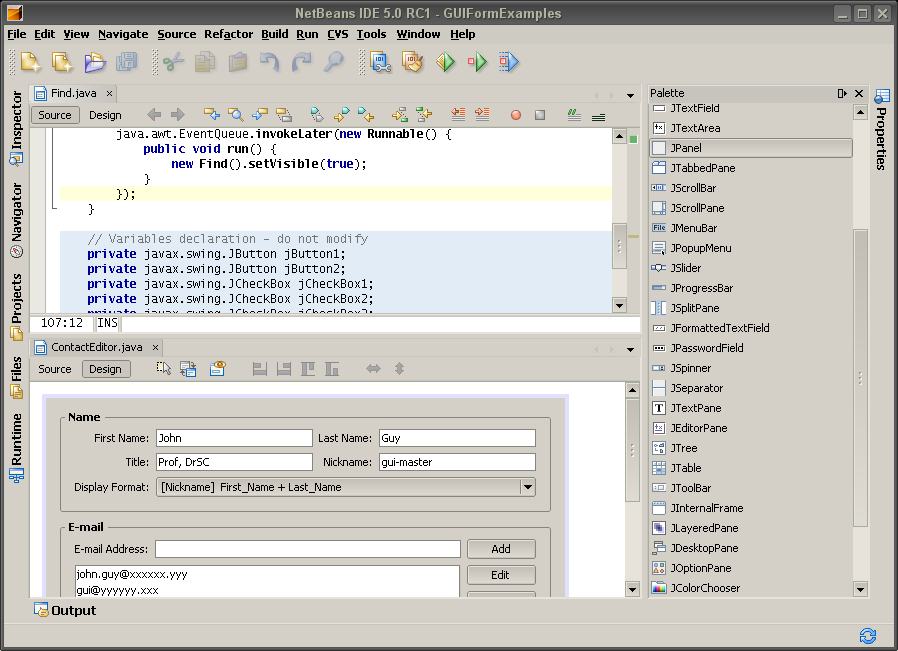 NetBeans IDE 5.0 RC1 - GUIFormExamples
File Edit View Navigate Source Refactor Build Run CVS Tools Window Help
Inspector
Navigator
Projects
Files
Runtime
Find.java ×
Source Design
java.awt.EventQueue.invokeLater(new Runnable() {
public void run() {
new Find().setVisible(true);
}
});
}
// Variables declaration - do not modify
private javax.swing.JButton jButton1;
private javax.swing.JButton jButton2;
private javax.swing.JCheckBox jCheckBox1;
private javax.swing.JCheckBox jCheckBox2;
private javax.swing.JCheckBox jCheckBox3;
107:12 INS
ContactEditor.java ×
Source Design
Name
First Name: John Last Name: Guy
Title: Prof, DrSC Nickname: gui-master
Display Format: [Nickname] First_Name + Last_Name
E-mail
E-mail Address: Add
john.guy@xxxxxx.yyy Edit
gui@yyyyyy.xxx
Palette
JTextField
JTextArea
JPanel
JTabbedPane
JScrollBar
JScrollPane
JMenuBar
JPopupMenu
JSlider
JProgressBar
JSplitPane
JFormattedTextField
JPasswordField
JSpinner
JSeparator
JTextPane
JEditorPane
JTree
JTable
JToolBar
JInternalFrame
JLayeredPane
JDesktopPane
JOptionPane
JColorChooser
Properties
Output